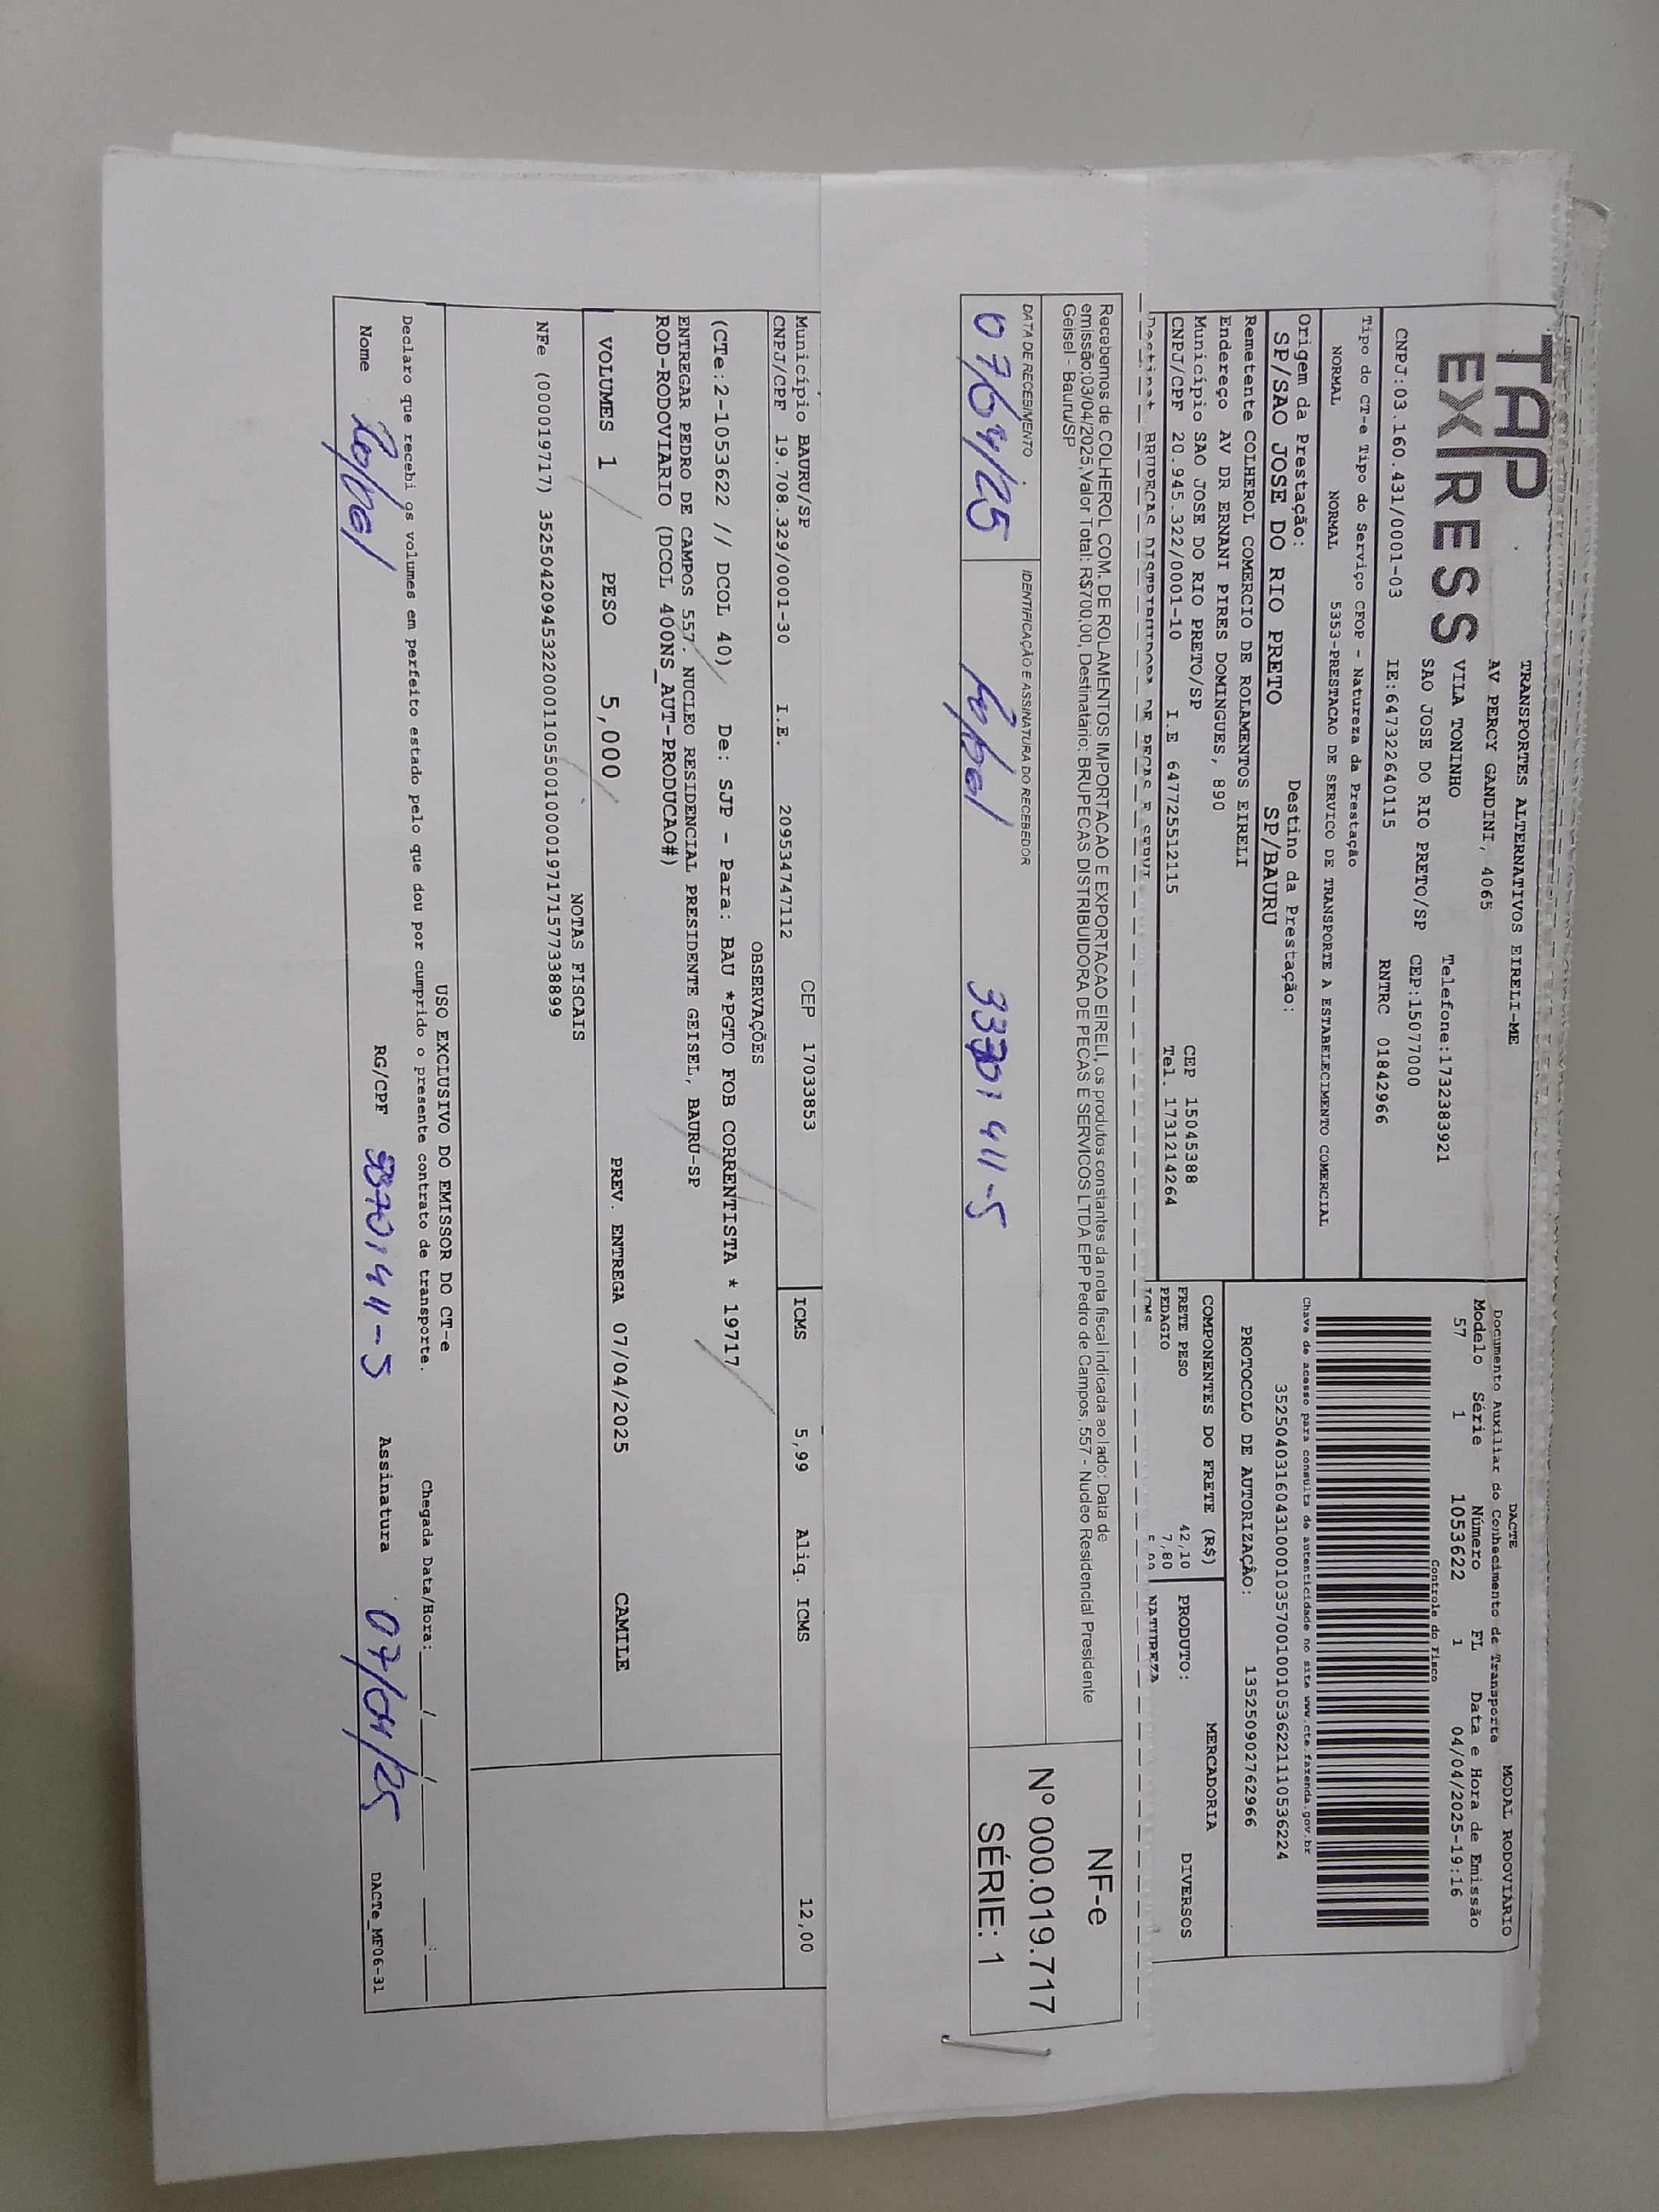 TAP EXPRESS
TRANSPORTES ALTERNATIVOS EIRELI-ME
AV PERCY GANDINI, 4065
VILA TONINHO Telefone:1732383921
SAO JOSE DO RIO PRETO/SP CEP:15077000
CNPJ:03.160.431/0001-03 IE:647322640115 RNTRC 01842966
Tipo do CT-e Tipo do Serviço CFOP - Natureza da Prestação
NORMAL NORMAL 5353-PRESTACAO DE SERVICO DE TRANSPORTE A ESTABELECIMENTO COMERCIAL
Origem da Prestação: Destino da Prestação:
SP/SAO JOSE DO RIO PRETO SP/BAURU
Remetente COLHEROL COMERCIO DE ROLAMENTOS EIRELI
Endereço AV DR ERNANI PIRES DOMINGUES, 890
Município SAO JOSE DO RIO PRETO/SP CEP 15045388
CNPJ/CPF 20.945.322/0001-10 I.E 647725512115 Tel. 1731214264
DACTE MODAL RODOVIÁRIO
Documento Auxiliar do Conhecimento de Transporte
Modelo Série Número FL Data e Hora de Emissão
57 1 1053622 1 04/04/2025-19:16
Controle do Fisco
Chave de acesso para consulta de autenticidade no site www.cte.fazenda.gov.br
35250403160431000103570010010536221110536224
PROTOCOLO DE AUTORIZAÇÃO: 135250902762966
COMPONENTES DO FRETE (R$) MERCADORIA
FRETE PESO 42,10 PRODUTO: DIVERSOS
PEDAGIO 7,80
ICMS NATUREZA
Recebemos de COLHEROL COM. DE ROLAMENTOS IMPORTACAO E EXPORTACAO EIRELI, os produtos constantes da nota fiscal indicada ao lado: Data de
emissão:03/04/2025,Valor Total: R$700,00, Destinatário: BRUPECAS DISTRIBUIDORA DE PECAS E SERVICOS LTDA EPP Pedro de Campos, 557 - Nucleo Residencial Presidente
Geisel - Bauru/SP
NF-e
Nº 000.019.717
SÉRIE: 1
DATA DE RECEBIMENTO IDENTIFICAÇÃO E ASSINATURA DO RECEBEDOR
07/04/25
Município BAURU/SP CEP 17033853 ICMS 5,99 Aliq. ICMS 12,00
CNPJ/CPF 19.708.329/0001-30 I.E. 209534747112
OBSERVAÇÕES
(CTe:2-1053622 // DCOL 40) De: SJP - Para: BAU *PGTO FOB CORRENTISTA * 19717
ENTREGAR PEDRO DE CAMPOS 557. NUCLEO RESIDENCIAL PRESIDENTE GEISEL, BAURU-SP
ROD-RODOVIARIO (DCOL 400NS_AUT-PRODUCAO#)
VOLUMES 1 PESO 5,000 PREV. ENTREGA 07/04/2025 CAMILE
NOTAS FISCAIS
NFe (000019717) 35250420945322000110550010000197171577338899
USO EXCLUSIVO DO EMISSOR DO CT-e
Declaro que recebi os volumes em perfeito estado pelo que dou por cumprido o presente contrato de transporte. Chegada Data/Hora: ___/___/___ __:__
Nome RG/CPF Assinatura 07/04/25
DACTe_MF06-31